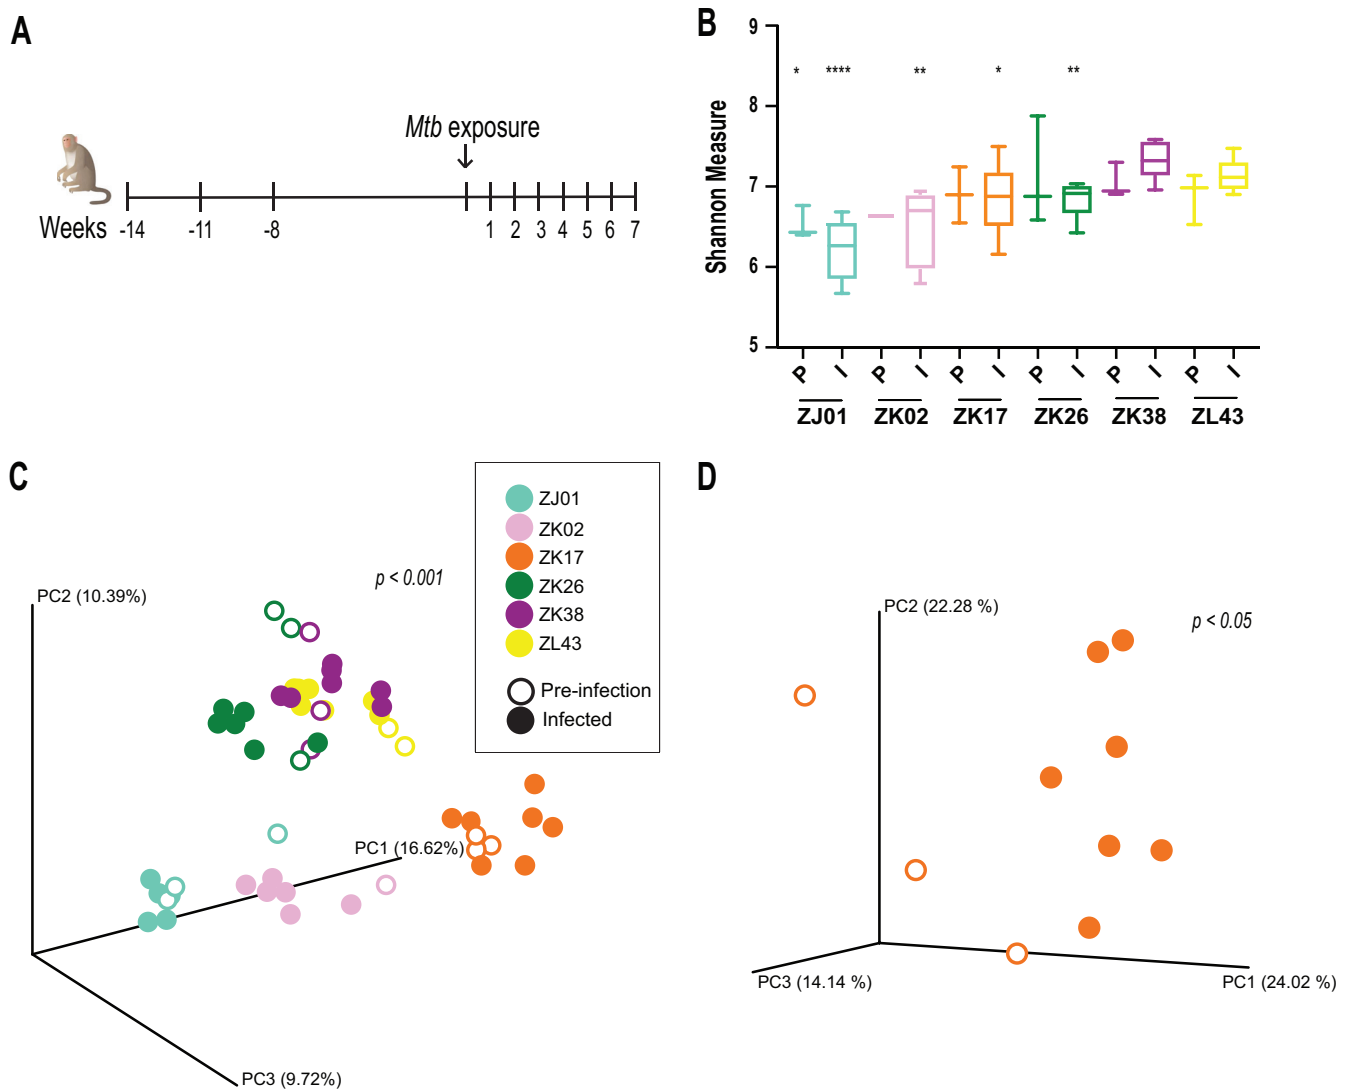 A
Mtb exposure
Weeks -14 -11 -8 1 2 3 4 5 6 7
B
Shannon Measure
9
8
7
6
5
* **** ** * **
P I P I P I P I P I P I
ZJ01 ZK02 ZK17 ZK26 ZK38 ZL43
C
PC2 (10.39%)
p < 0.001
PC1 (16.62%)
PC3 (9.72%)
ZJ01
ZK02
ZK17
ZK26
ZK38
ZL43
Pre-infection
Infected
D
PC2 (22.28 %)
p < 0.05
PC3 (14.14 %)
PC1 (24.02 %)